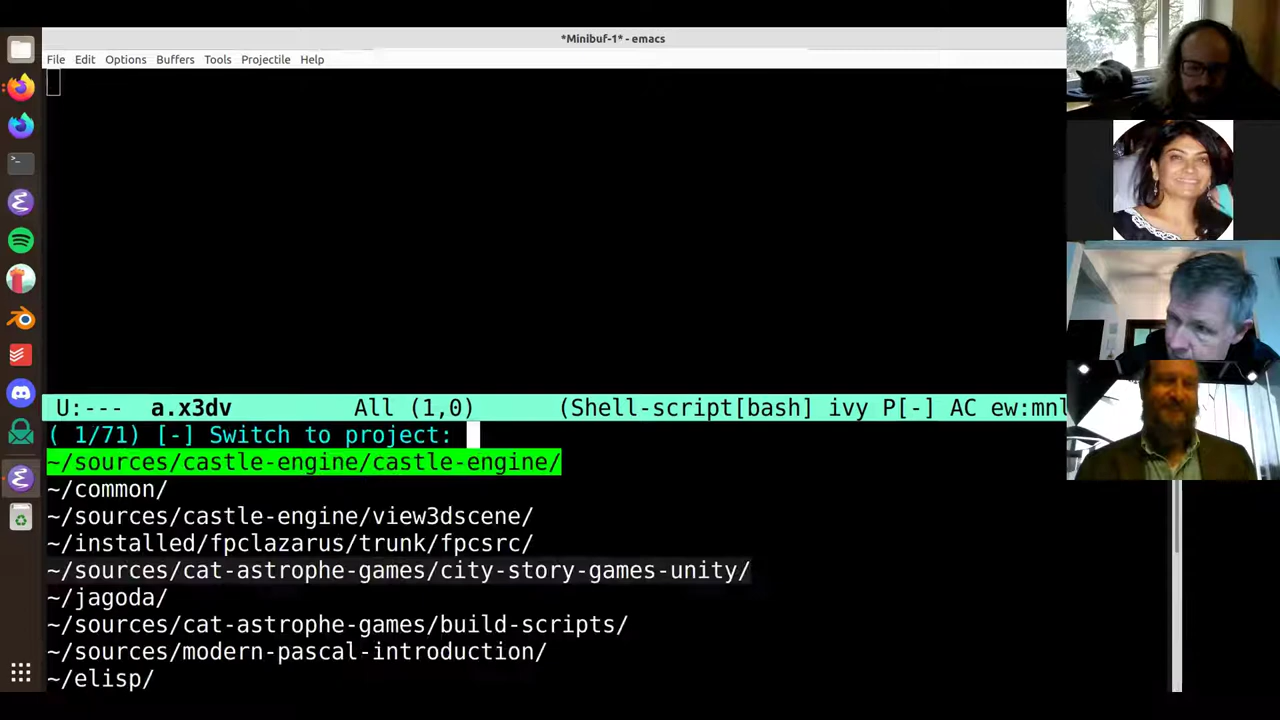 *Minibuf-1* - emacs
File Edit Options Buffers Tools Projectile Help
U:--- a.x3dv All (1,0) (Shell-script[bash] ivy P[-] AC ew:mnl
( 1/71) [-] Switch to project:
~/sources/castle-engine/castle-engine/
~/common/
~/sources/castle-engine/view3dscene/
~/installed/fpclazarus/trunk/fpcsrc/
~/sources/cat-astrophe-games/city-story-games-unity/
~/jagoda/
~/sources/cat-astrophe-games/build-scripts/
~/sources/modern-pascal-introduction/
~/elisp/